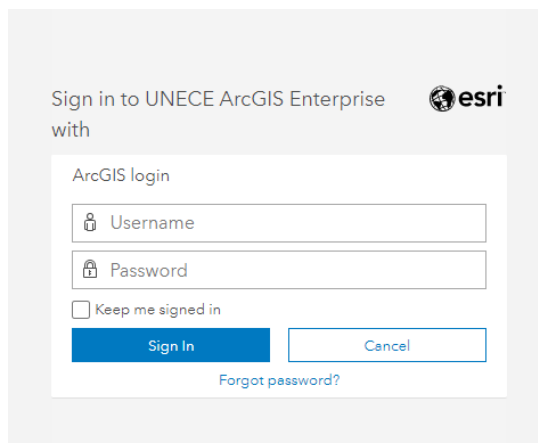 Sign in to UNECE ArcGIS Enterprise
with
esri
ArcGIS login
Username
Password
Keep me signed in
Sign In
Cancel
Forgot password?